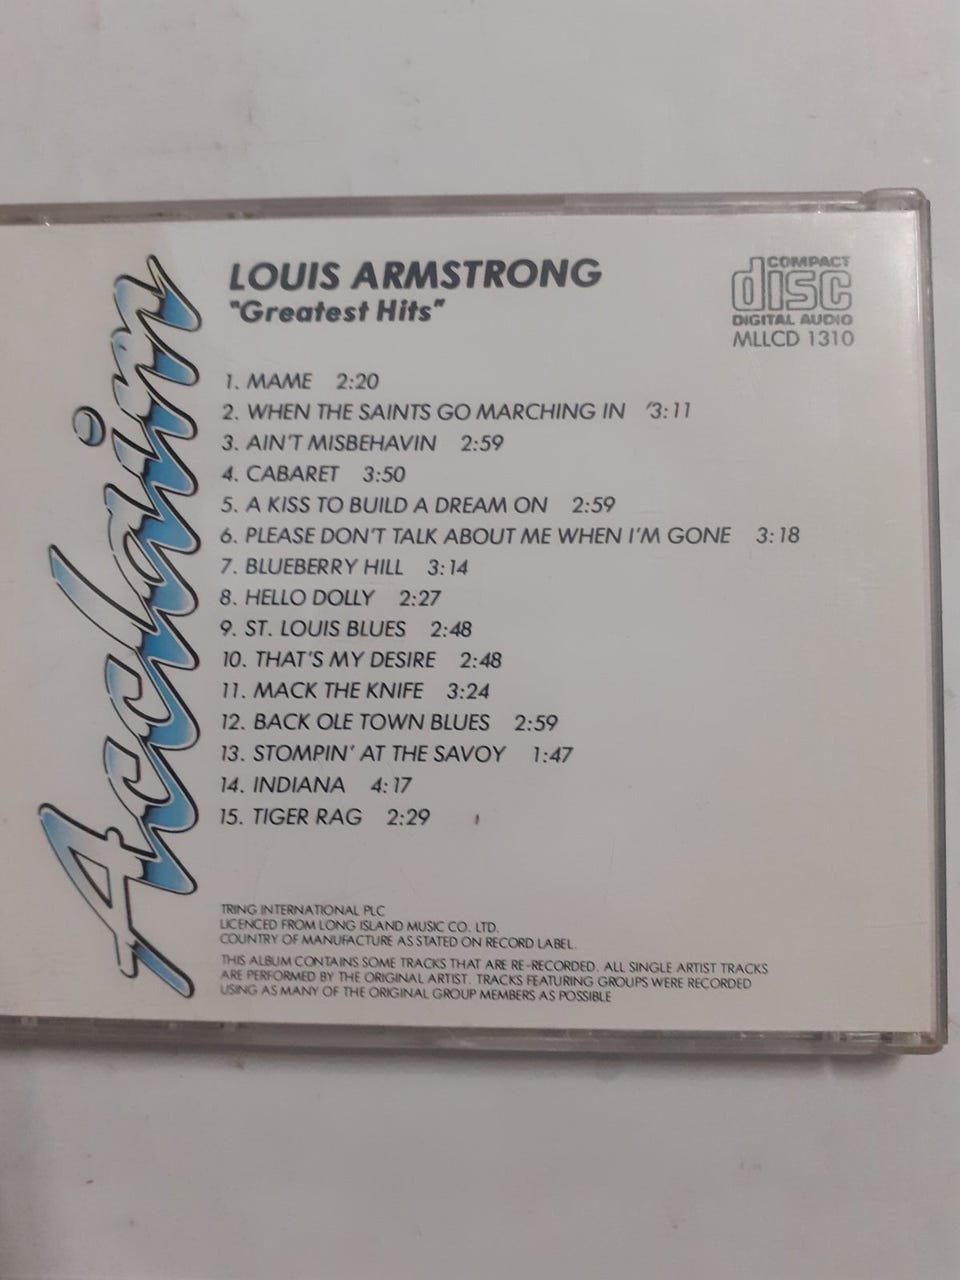 Acclaim
LOUIS ARMSTRONG
"Greatest Hits"
COMPACT
disc
DIGITAL AUDIO
MLLCD 1310
1. MAME 2:20
2. WHEN THE SAINTS GO MARCHING IN 3:11
3. AIN'T MISBEHAVIN 2:59
4. CABARET 3:50
5. A KISS TO BUILD A DREAM ON 2:59
6. PLEASE DON'T TALK ABOUT ME WHEN I'M GONE 3:18
7. BLUEBERRY HILL 3:14
8. HELLO DOLLY 2:27
9. ST. LOUIS BLUES 2:48
10. THAT'S MY DESIRE 2:48
11. MACK THE KNIFE 3:24
12. BACK OLE TOWN BLUES 2:59
13. STOMPIN' AT THE SAVOY 1:47
14. INDIANA 4:17
15. TIGER RAG 2:29
TRING INTERNATIONAL PLC
LICENCED FROM LONG ISLAND MUSIC CO. LTD.
COUNTRY OF MANUFACTURE AS STATED ON RECORD LABEL.
THIS ALBUM CONTAINS SOME TRACKS THAT ARE RE-RECORDED. ALL SINGLE ARTIST TRACKS
ARE PERFORMED BY THE ORIGINAL ARTIST. TRACKS FEATURING GROUPS WERE RECORDED
USING AS MANY OF THE ORIGINAL GROUP MEMBERS AS POSSIBLE